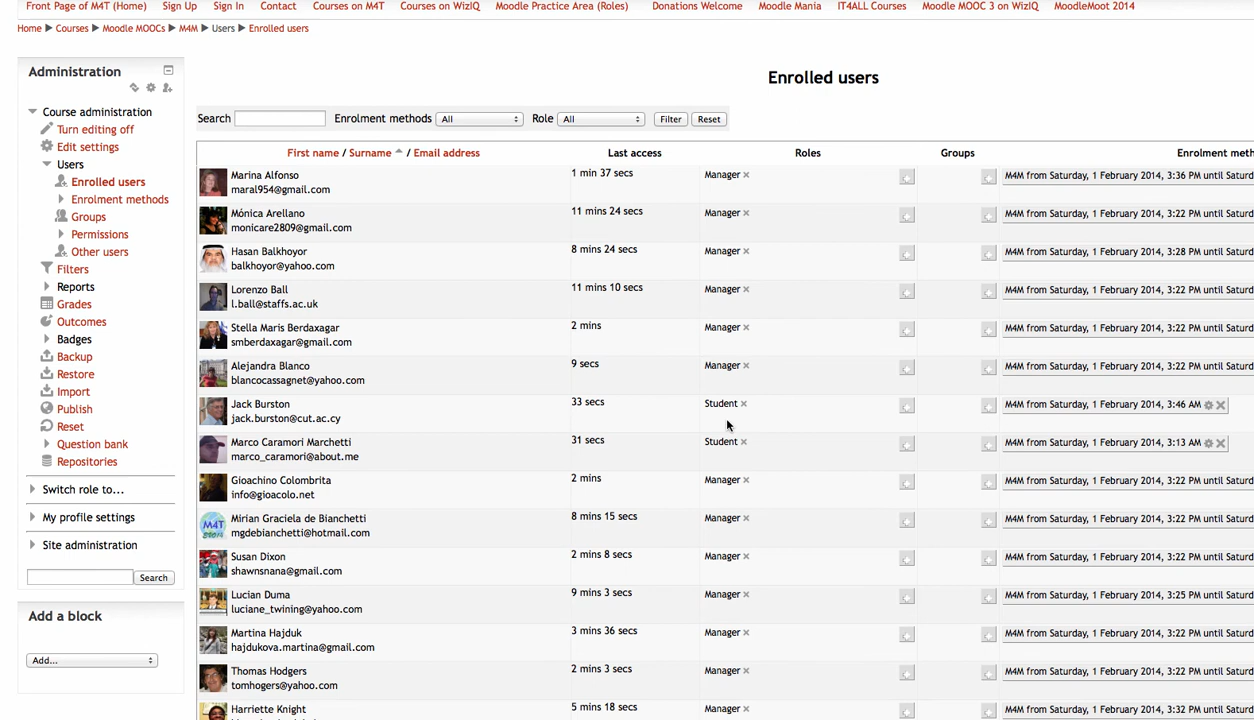 Front Page of M4T (Home) Sign Up Sign In Contact Courses on M4T Courses on WizIQ Moodle Practice Area (Roles) Donations Welcome Moodle Mania IT4ALL Courses Moodle MOOC 3 on WizIQ MoodleMoot 2014
Home ▶ Courses ▶ Moodle MOOCs ▶ M4M ▶ Users ▶ Enrolled users
Administration
Course administration
Turn editing off
Edit settings
Users
Enrolled users
Enrolment methods
Groups
Permissions
Other users
Filters
Reports
Grades
Outcomes
Badges
Backup
Restore
Import
Publish
Reset
Question bank
Repositories
Switch role to...
My profile settings
Site administration
Search
Add a block
Add...
Enrolled users
Search Enrolment methods All Role All Filter Reset
First name / Surname / Email address Last access Roles Groups Enrolment meth
Marina Alfonso 1 min 37 secs Manager M4M from Saturday, 1 February 2014, 3:36 PM until Saturd
maral954@gmail.com
Mónica Arellano 11 mins 24 secs Manager M4M from Saturday, 1 February 2014, 3:22 PM until Saturd
monicare2809@gmail.com
Hasan Balkhoyor 8 mins 24 secs Manager M4M from Saturday, 1 February 2014, 3:28 PM until Saturd
balkhoyor@yahoo.com
Lorenzo Ball 11 mins 10 secs Manager M4M from Saturday, 1 February 2014, 3:22 PM until Saturd
l.ball@staffs.ac.uk
Stella Maris Berdaxagar 2 mins Manager M4M from Saturday, 1 February 2014, 3:22 PM until Saturd
smberdaxagar@gmail.com
Alejandra Blanco 9 secs Manager M4M from Saturday, 1 February 2014, 3:22 PM until Saturd
blancocassagnet@yahoo.com
Jack Burston 33 secs Student M4M from Saturday, 1 February 2014, 3:46 AM
jack.burston@cut.ac.cy
Marco Caramori Marchetti 31 secs Student M4M from Saturday, 1 February 2014, 3:13 AM
marco_caramori@about.me
Gioachino Colombrita 2 mins Manager M4M from Saturday, 1 February 2014, 3:22 PM until Saturd
info@gioacolo.net
Mirian Graciela de Bianchetti 8 mins 15 secs Manager M4M from Saturday, 1 February 2014, 3:22 PM until Saturd
mgdebianchetti@hotmail.com
Susan Dixon 2 mins 8 secs Manager M4M from Saturday, 1 February 2014, 3:22 PM until Saturd
shawnsnana@gmail.com
Lucian Duma 9 mins 3 secs Manager M4M from Saturday, 1 February 2014, 3:25 PM until Saturd
luciane_twining@yahoo.com
Martina Hajduk 3 mins 36 secs Manager M4M from Saturday, 1 February 2014, 3:22 PM until Saturd
hajdukova.martina@gmail.com
Thomas Hodgers 2 mins 3 secs Manager M4M from Saturday, 1 February 2014, 3:22 PM until Saturd
tomhogers@yahoo.com
Harriette Knight 5 mins 18 secs Manager M4M from Saturday, 1 February 2014, 3:32 PM until Saturd